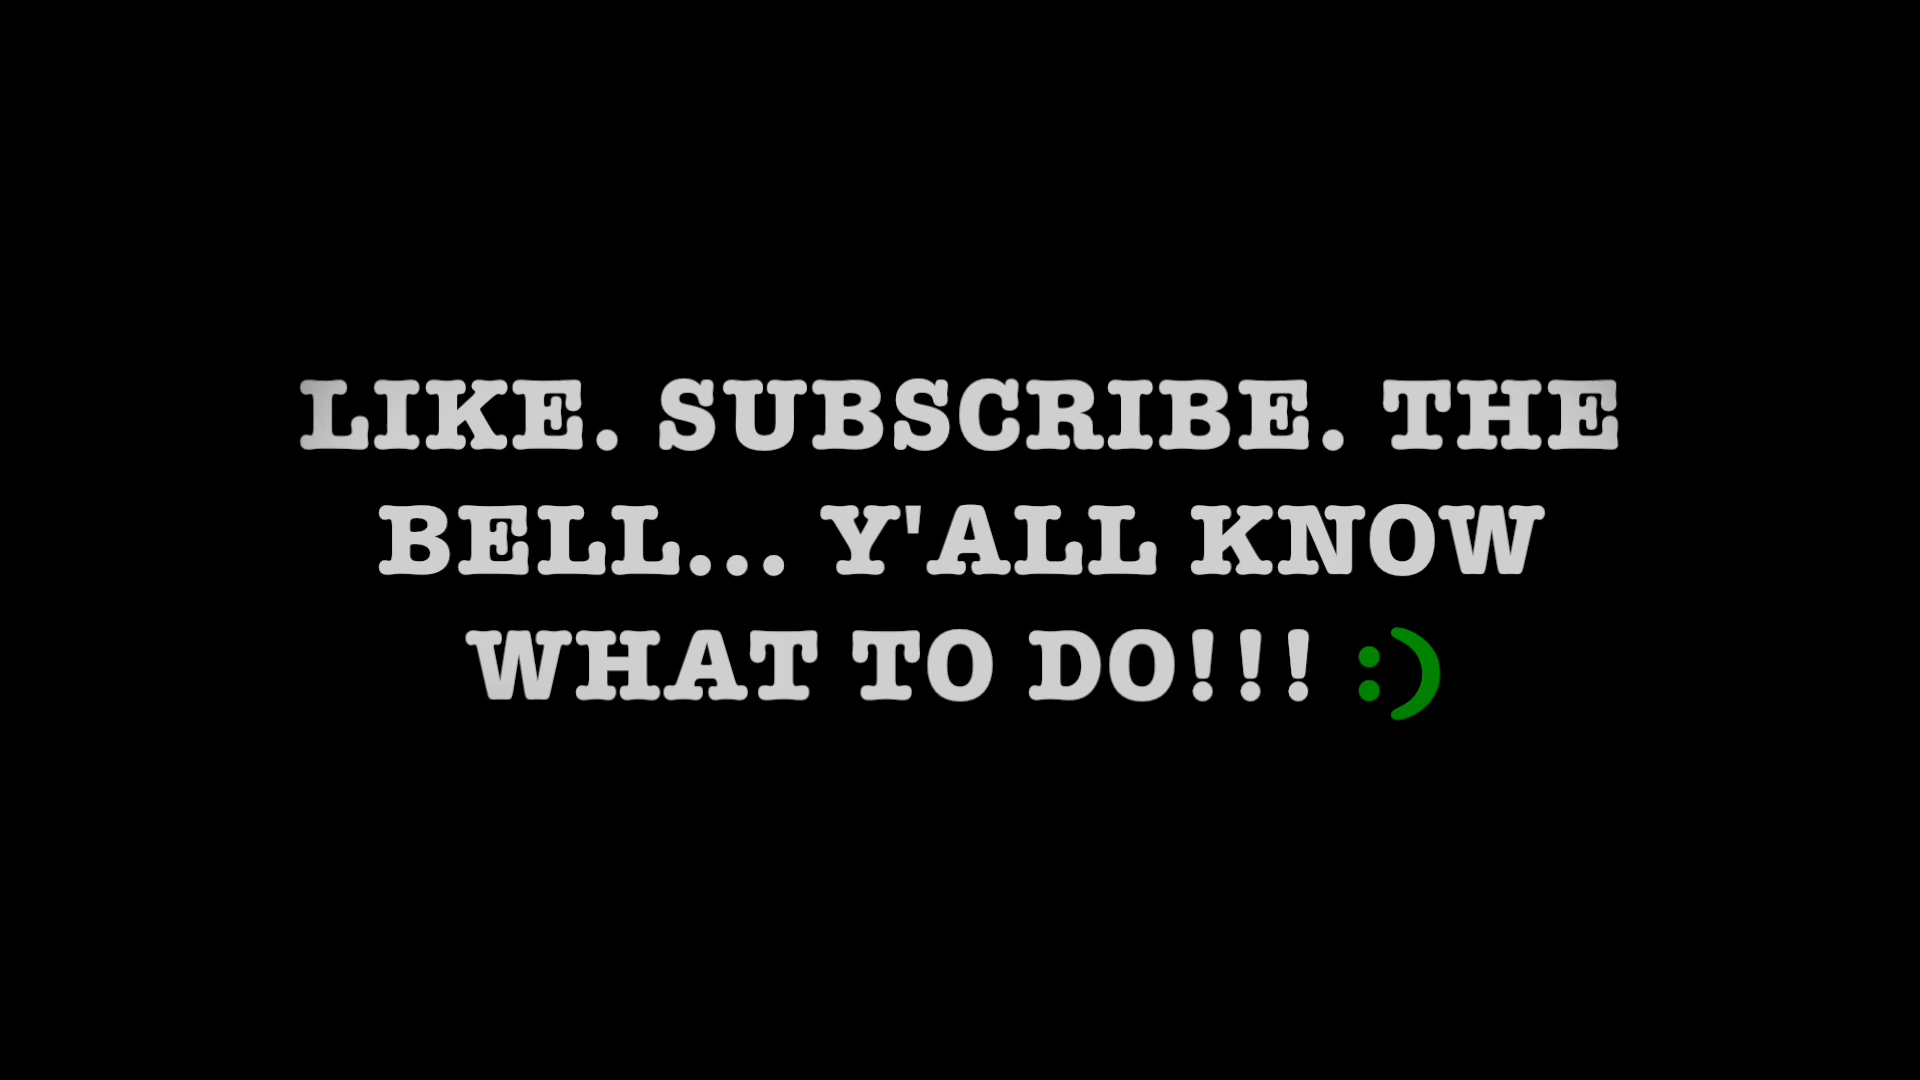 LIKE. SUBSCRIBE. THE
BELL... Y'ALL KNOW
WHAT TO DO!!! :)